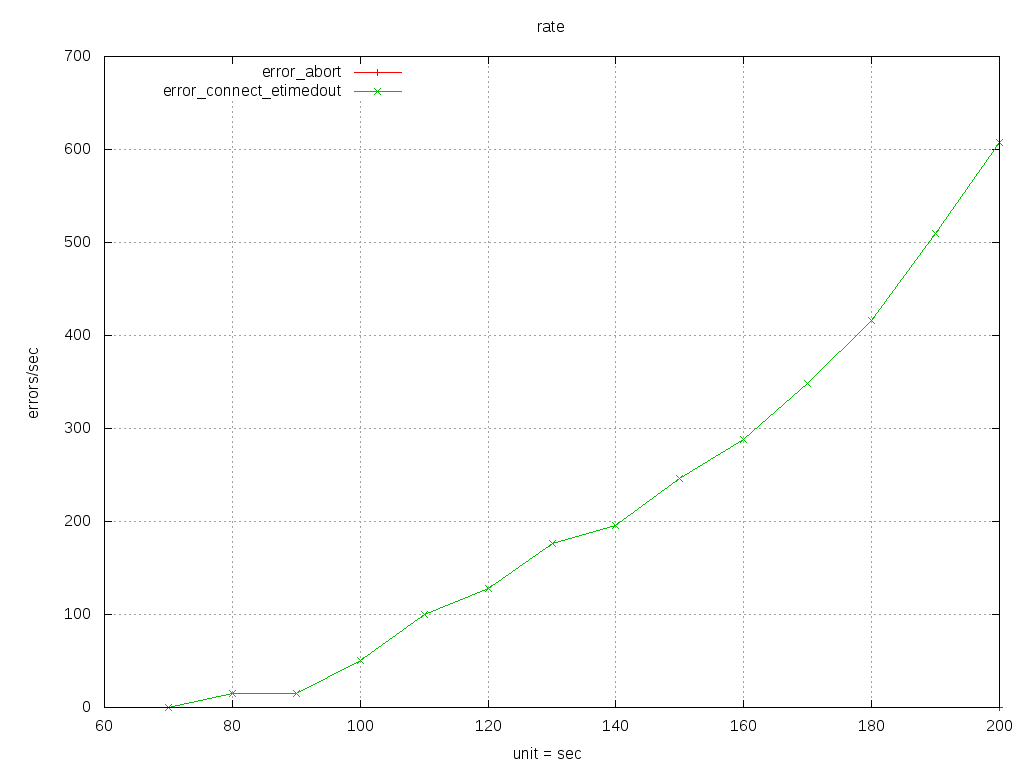 rate
700
600
500
400
300
200
100
0
error_abort
error_connect_etimedout
errors/sec
60 80 100 120 140 160 180 200
unit = sec